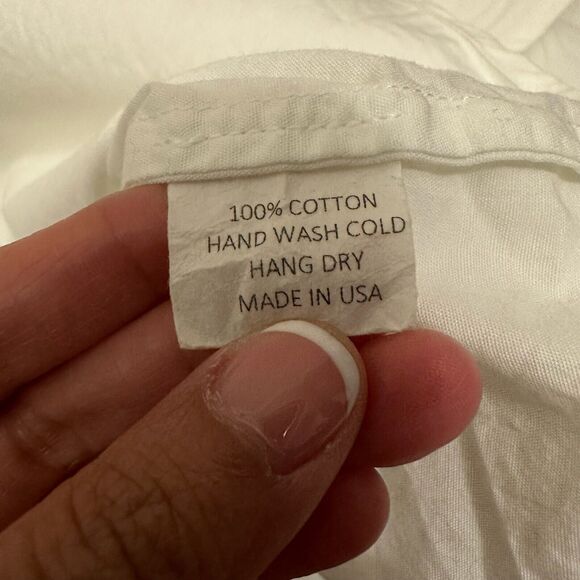 100% COTTON
HAND WASH COLD
HANG DRY
MADE IN USA